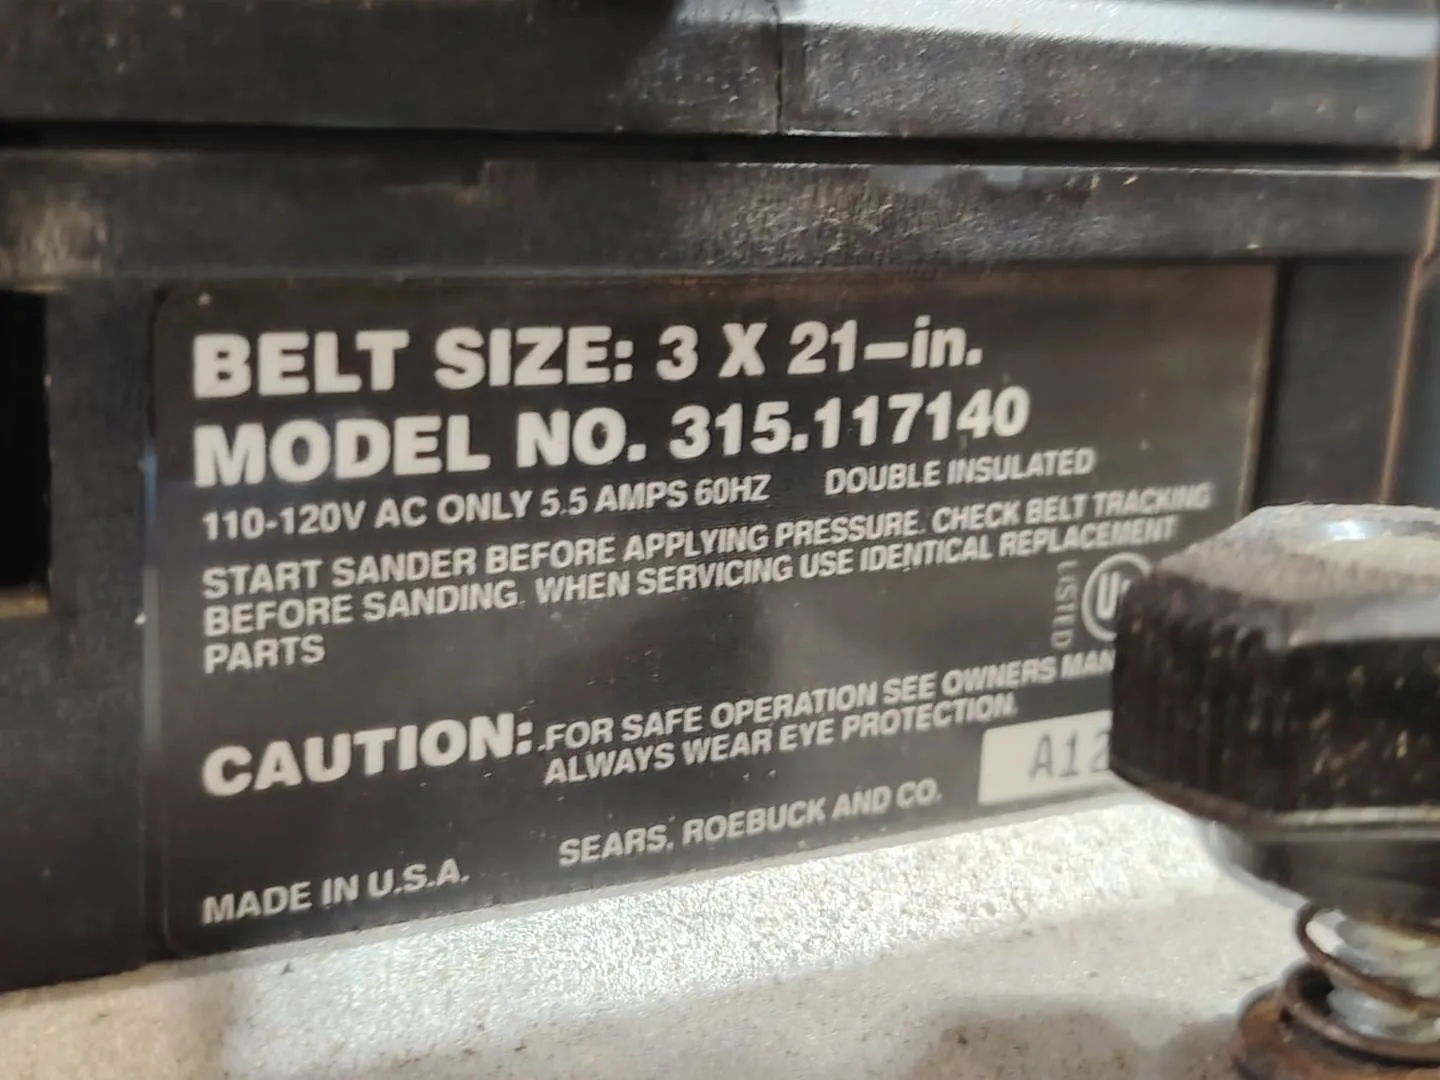 BELT SIZE: 3 X 21-in.
MODEL NO. 315.117140
110-120V AC ONLY 5.5 AMPS 60HZ DOUBLE INSULATED
START SANDER BEFORE APPLYING PRESSURE. CHECK BELT TRACKING
BEFORE SANDING. WHEN SERVICING USE IDENTICAL REPLACEMENT
PARTS
LISTED
CAUTION: FOR SAFE OPERATION SEE OWNERS
ALWAYS WEAR EYE PROTECTION.
SEARS, ROEBUCK AND CO.
MADE IN U.S.A.